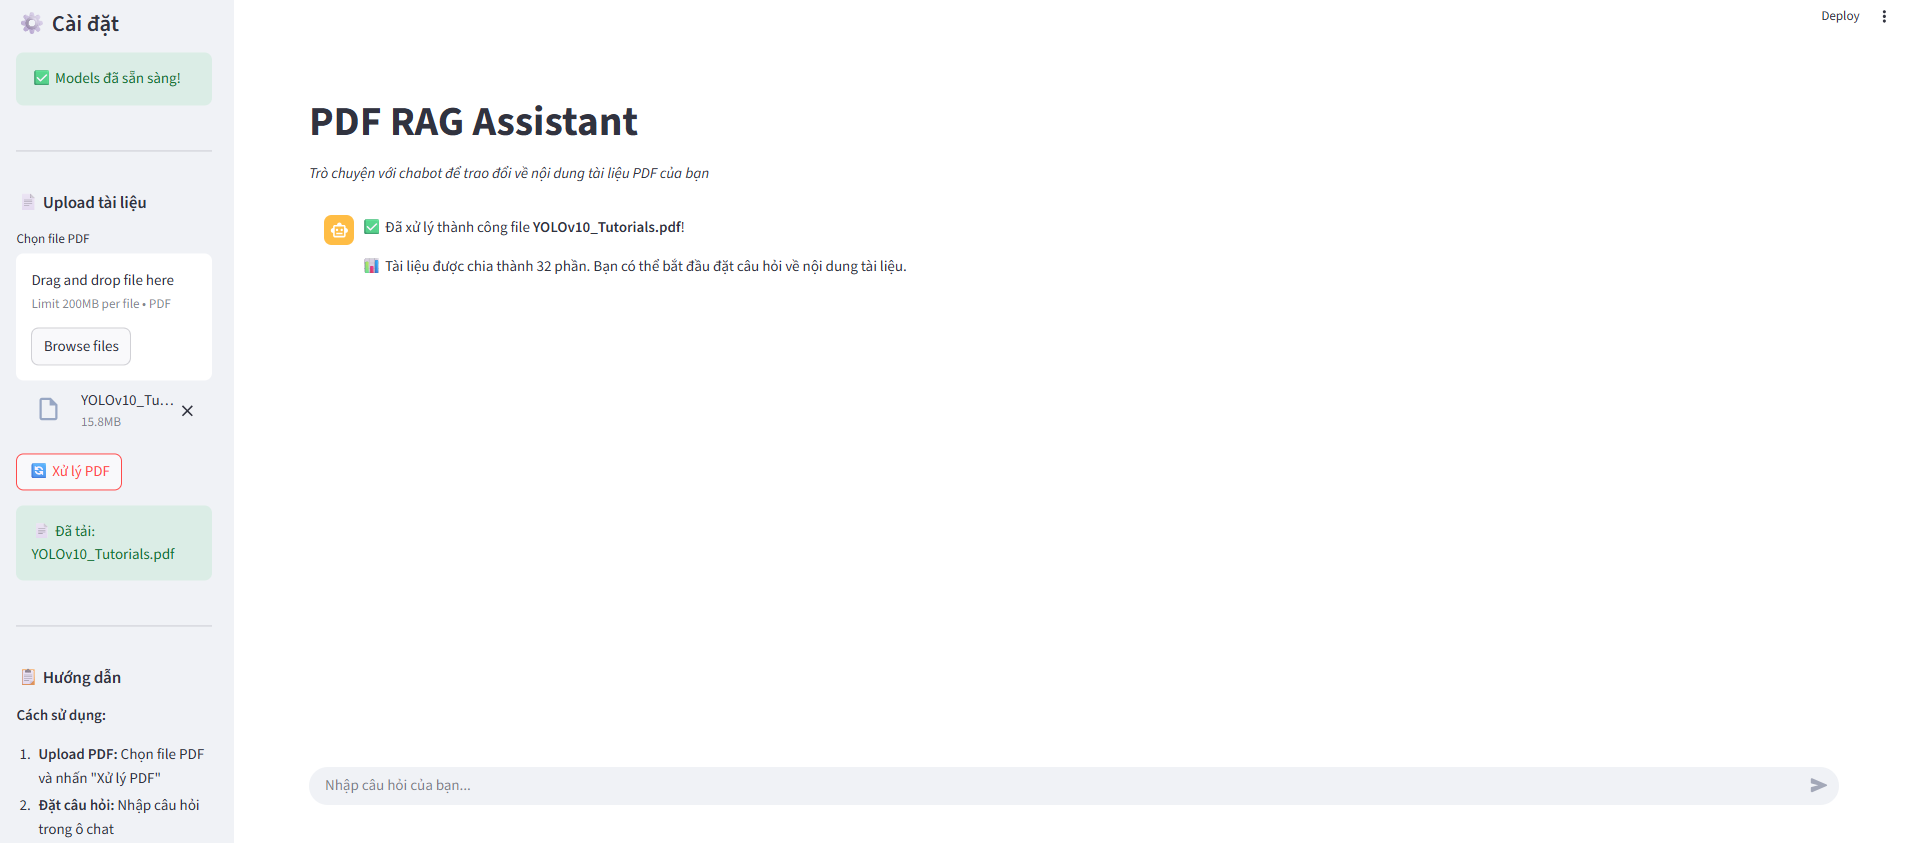 Cài đặt
Models đã sẵn sàng!
Upload tài liệu
Chọn file PDF
Drag and drop file here
Limit 200MB per file • PDF
Browse files
YOLOv10_Tu...
15.8MB
Xử lý PDF
Đã tải:
YOLOv10_Tutorials.pdf
Hướng dẫn
Cách sử dụng:
1. Upload PDF: Chọn file PDF
và nhấn "Xử lý PDF"
2. Đặt câu hỏi: Nhập câu hỏi
trong ô chat
Deploy
PDF RAG Assistant
Trò chuyện với chabot để trao đổi về nội dung tài liệu PDF của bạn
Đã xử lý thành công file YOLOv10_Tutorials.pdf!
Tài liệu được chia thành 32 phần. Bạn có thể bắt đầu đặt câu hỏi về nội dung tài liệu.
Nhập câu hỏi của bạn...